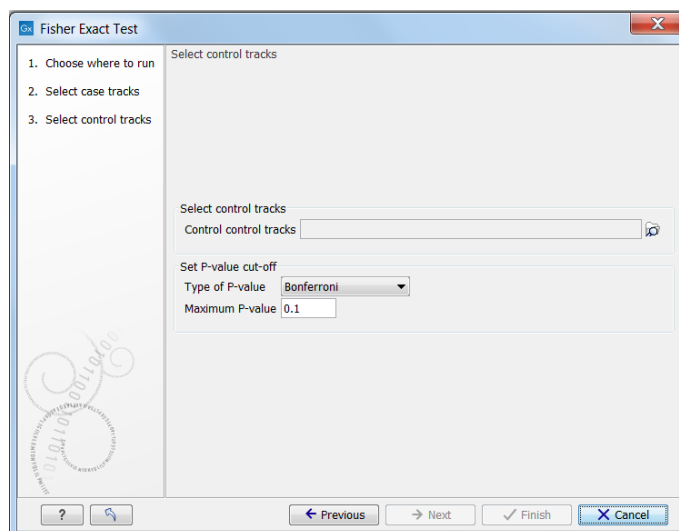 Gx Fisher Exact Test
1. Choose where to run
2. Select case tracks
3. Select control tracks
Select control tracks
Select control tracks
Control control tracks
Set P-value cut-off
Type of P-value Bonferroni
Maximum P-value 0.1
? Previous Next Finish Cancel